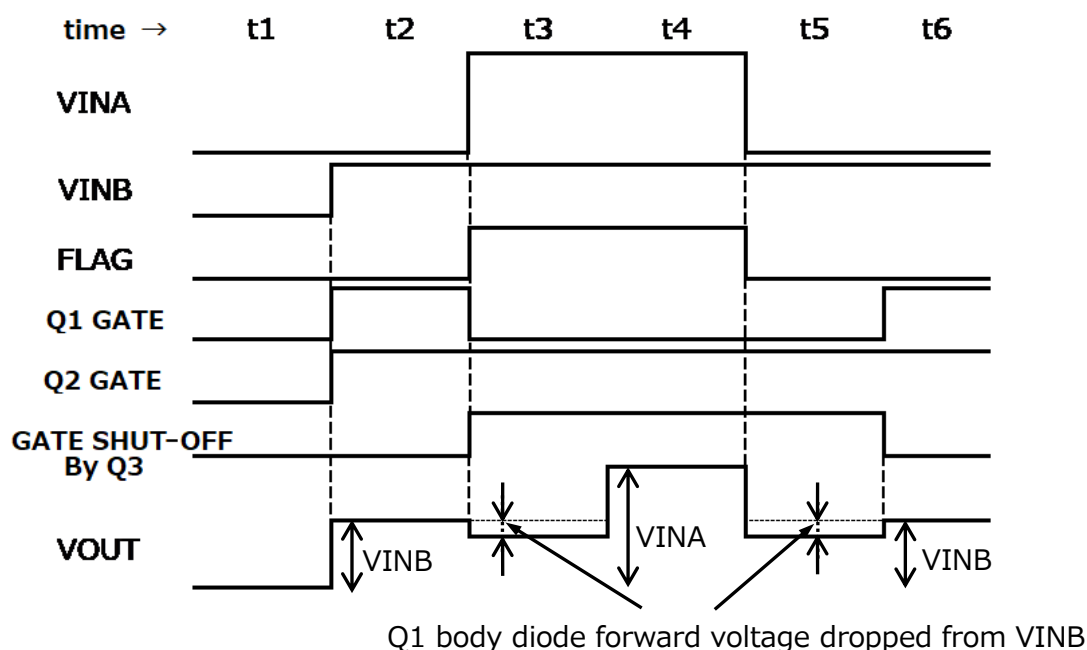 time → t1 t2 t3 t4 t5 t6
VINA
VINB
FLAG
Q1 GATE
Q2 GATE
GATE SHUT-OFF
By Q3
VOUT
VINB
VINA
VINB
Q1 body diode forward voltage dropped from VINB